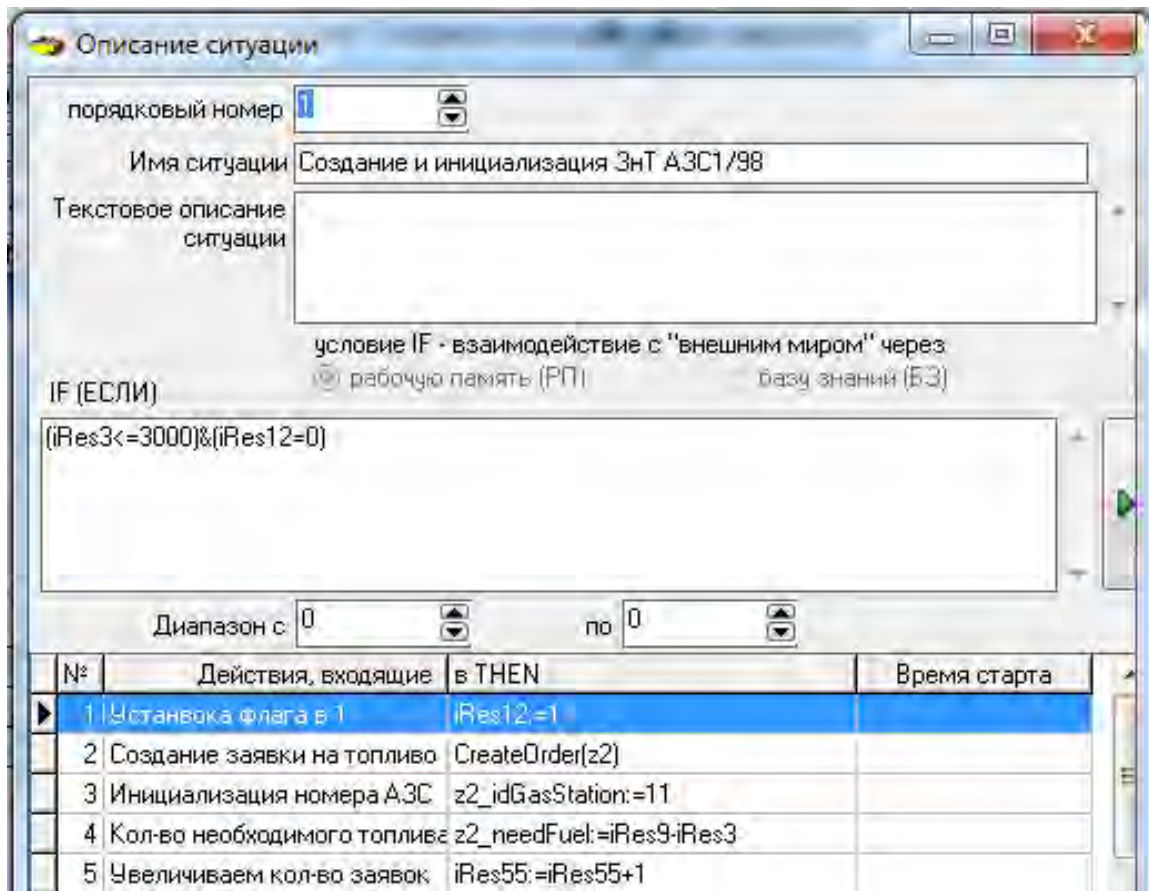 Описание ситуации
порядковый номер 1
Имя ситуации Создание и инициализация ЗнТ АЗС1/98
Текстовое описание
ситуации
условие IF - взаимодействие с "внешним миром" через
рабочую память (РП) базу знаний (БЗ)
IF (ЕСЛИ)
(iRes3<=3000)&(iRes12=0)
Диапазон с 0 по 0
№ Действия, входящие в THEN Время старта
1 Устанвока флага в 1 iRes12:=1
2 Создание заявки на топливо CreateOrder(z2)
3 Инициализация номера АЗС z2_idGasStation:=11
4 Кол-во необходимого топлива z2_needFuel:=iRes9-iRes3
5 Увеличиваем кол-во заявок iRes55:=iRes55+1